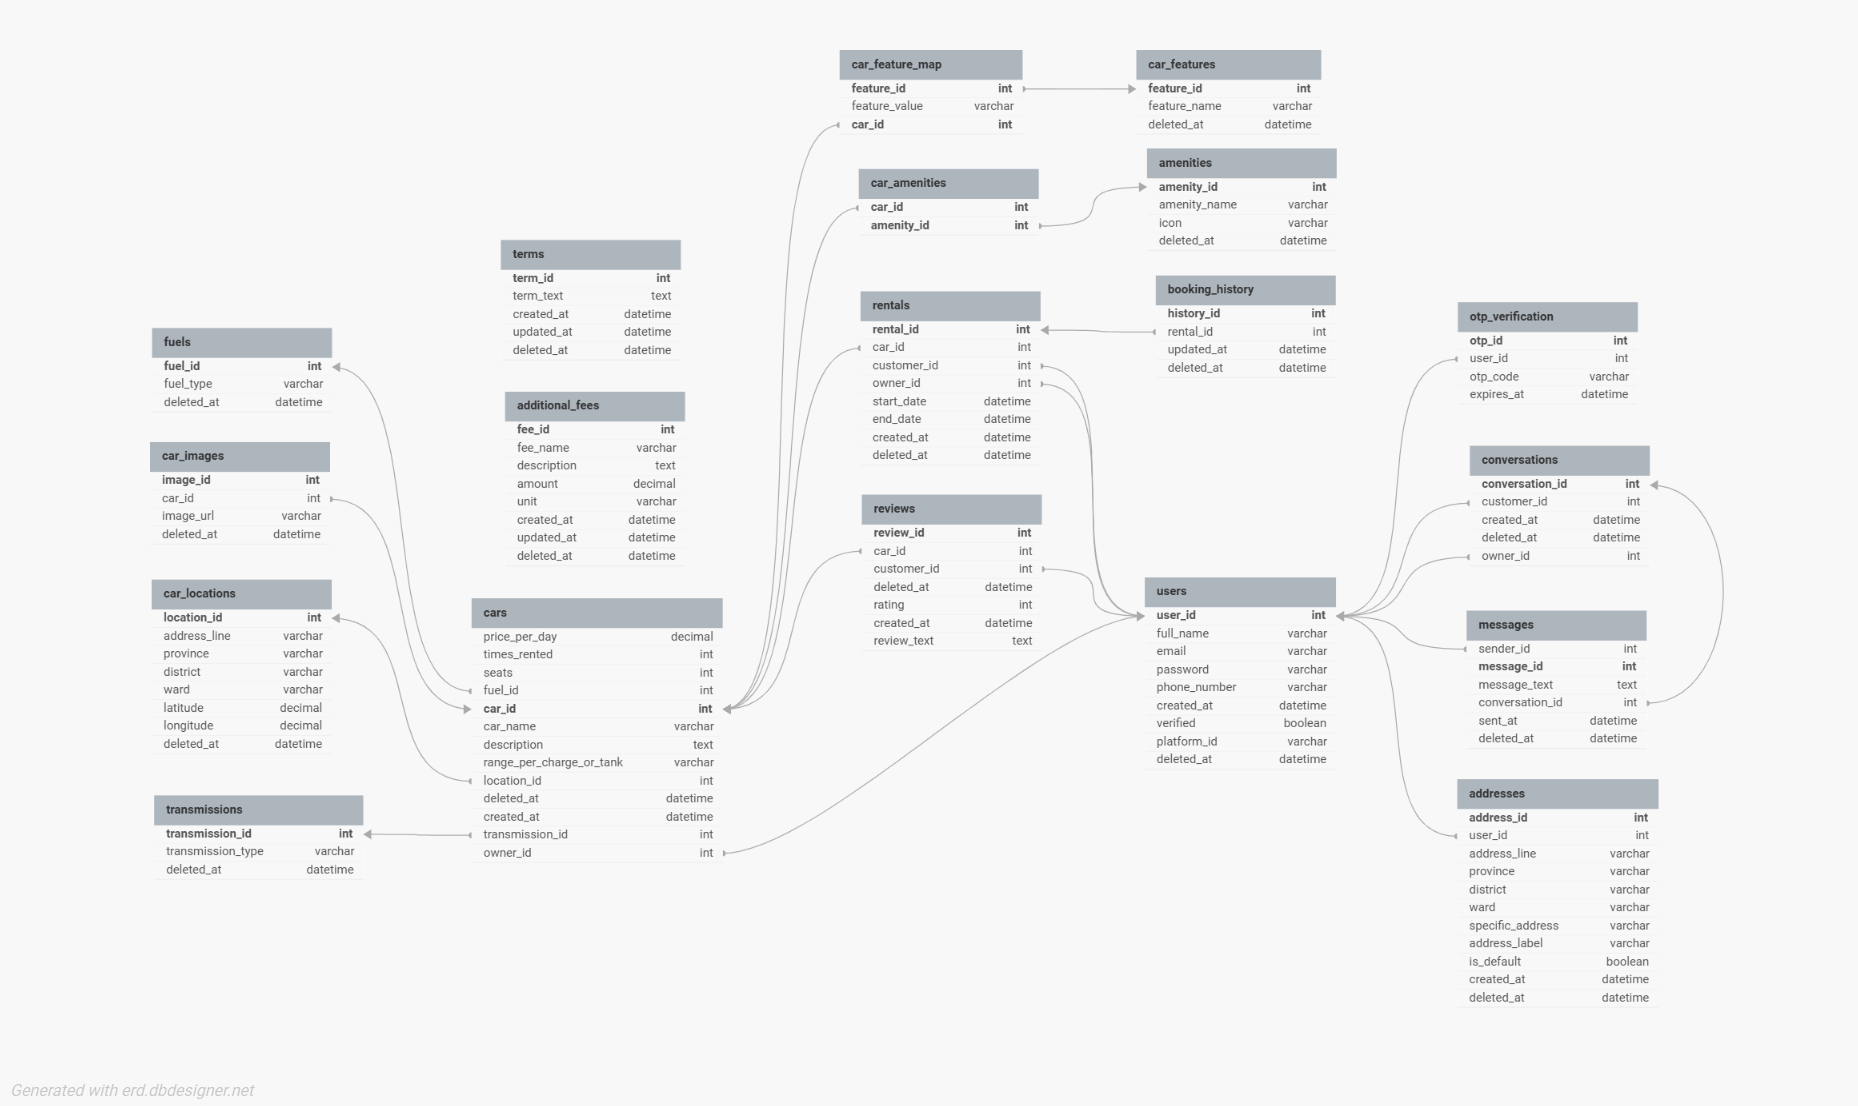 car_feature_map
feature_id int
feature_value varchar
car_id int
car_features
feature_id int
feature_name varchar
deleted_at datetime
car_amenities
car_id int
amenity_id int
amenities
amenity_id int
amenity_name varchar
icon varchar
deleted_at datetime
terms
term_id int
term_text text
created_at datetime
updated_at datetime
deleted_at datetime
rentals
rental_id int
car_id int
customer_id int
owner_id int
start_date datetime
end_date datetime
created_at datetime
deleted_at datetime
booking_history
history_id int
rental_id int
updated_at datetime
deleted_at datetime
otp_verification
otp_id int
user_id int
otp_code varchar
expires_at datetime
fuels
fuel_id int
fuel_type varchar
deleted_at datetime
additional_fees
fee_id int
fee_name varchar
description text
amount decimal
unit varchar
created_at datetime
updated_at datetime
deleted_at datetime
car_images
image_id int
car_id int
image_url varchar
deleted_at datetime
reviews
review_id int
car_id int
customer_id int
deleted_at datetime
rating int
created_at datetime
review_text text
conversations
conversation_id int
customer_id int
created_at datetime
deleted_at datetime
owner_id int
car_locations
location_id int
address_line varchar
province varchar
district varchar
ward varchar
latitude decimal
longitude decimal
deleted_at datetime
cars
price_per_day decimal
times_rented int
seats int
fuel_id int
car_id int
car_name varchar
description text
range_per_charge_or_tank varchar
location_id int
deleted_at datetime
created_at datetime
transmission_id int
owner_id int
users
user_id int
full_name varchar
email varchar
password varchar
phone_number varchar
created_at datetime
verified boolean
platform_id varchar
deleted_at datetime
messages
sender_id int
message_id int
message_text text
conversation_id int
sent_at datetime
deleted_at datetime
transmissions
transmission_id int
transmission_type varchar
deleted_at datetime
addresses
address_id int
user_id int
address_line varchar
province varchar
district varchar
ward varchar
specific_address varchar
address_label varchar
is_default boolean
created_at datetime
deleted_at datetime
Generated with erd.dbdesigner.net